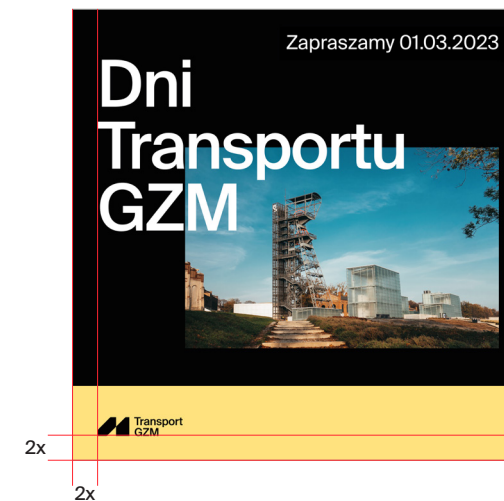 Zapraszamy 01.03.2023
Dni
Transportu
GZM
Transport
GZM
2x
2x